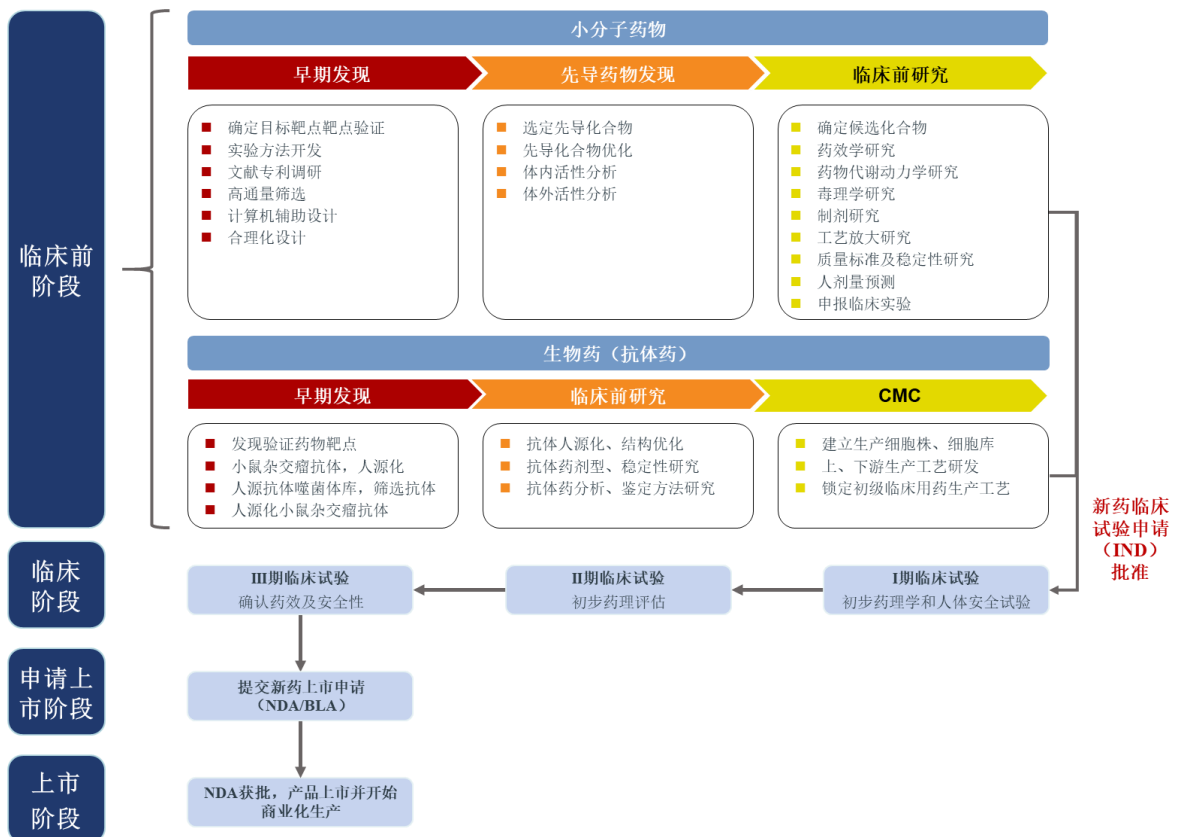 临床前
阶段
小分子药物
早期发现
先导药物发现
临床前研究
确定目标靶点靶点验证
实验方法开发
文献专利调研
高通量筛选
计算机辅助设计
合理化设计
选定先导化合物
先导化合物优化
体内活性分析
体外活性分析
确定候选化合物
药效学研究
药物代谢动力学研究
毒理学研究
制剂研究
工艺放大研究
质量标准及稳定性研究
人剂量预测
申报临床实验
生物药（抗体药）
早期发现
临床前研究
CMC
发现验证药物靶点
小鼠杂交瘤抗体，人源化
人源抗体噬菌体库，筛选抗体
人源化小鼠杂交瘤抗体
抗体人源化、结构优化
抗体药剂型、稳定性研究
抗体药分析、鉴定方法研究
建立生产细胞株、细胞库
上、下游生产工艺研发
锁定初级临床用药生产工艺
新药临床
试验申请
（IND）
批准
临床
阶段
III期临床试验
确认药效及安全性
II期临床试验
初步药理评估
I期临床试验
初步药理学和人体安全试验
申请上
市阶段
提交新药上市申请
（NDA/BLA）
上市
阶段
NDA获批，产品上市并开始
商业化生产